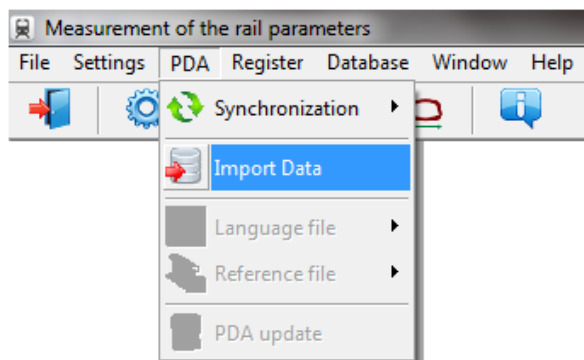 Measurement of the rail parameters
File Settings PDA Register Database Window Help
Synchronization
Import Data
Language file
Reference file
PDA update